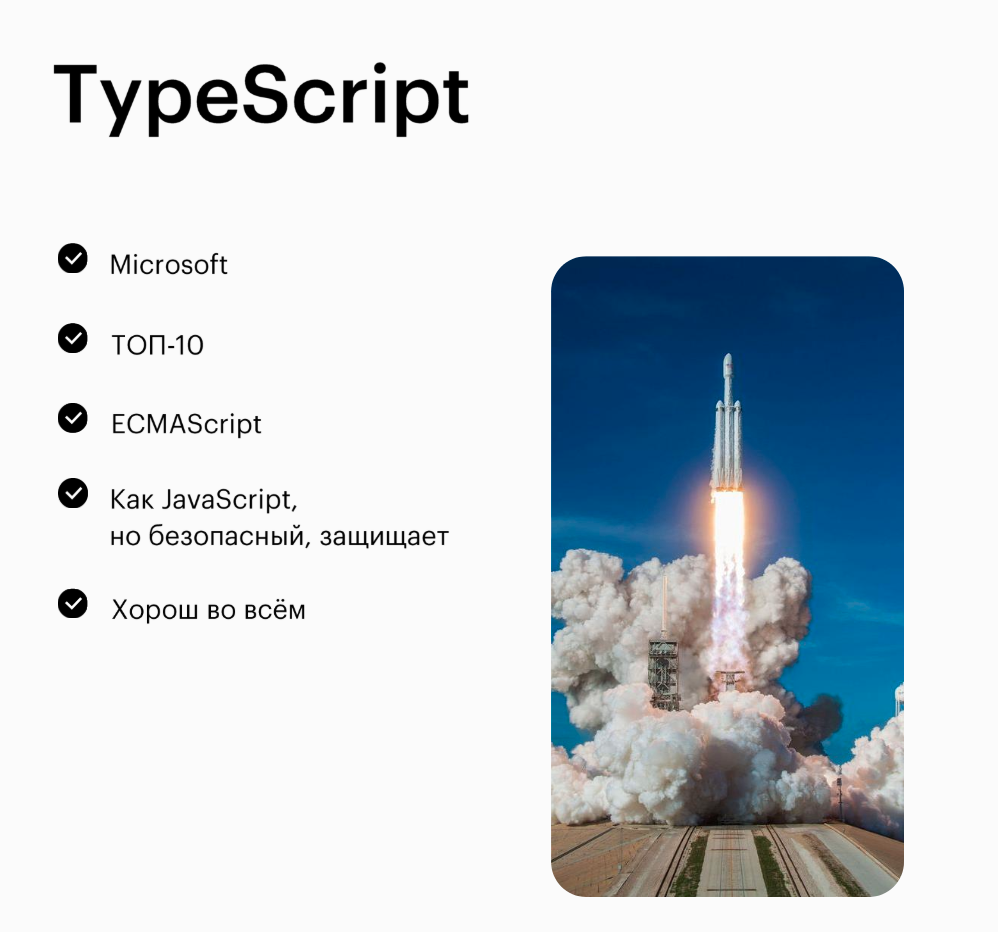 TypeScript
Microsoft
ТОП-10
ECMAScript
Как JavaScript,
но безопасный, защищает
Хорош во всём